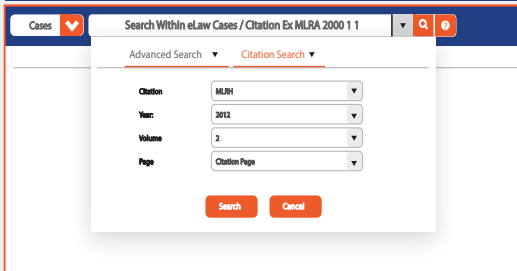 Cases Search Within eLaw Cases / Citation Ex MLRA 2000 1 1
Advanced Search Citation Search
Citation MLRH
Year: 2012
Volume 2
Page Citation Page
Search Cancel